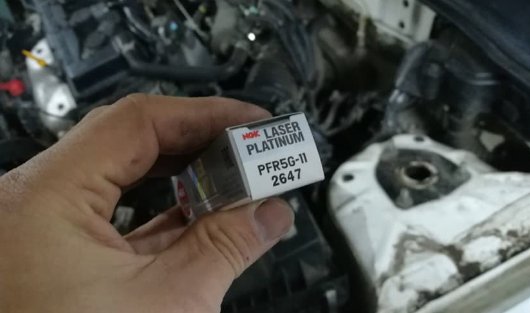 NGK LASER
PLATINUM
PFR5G-11
2647